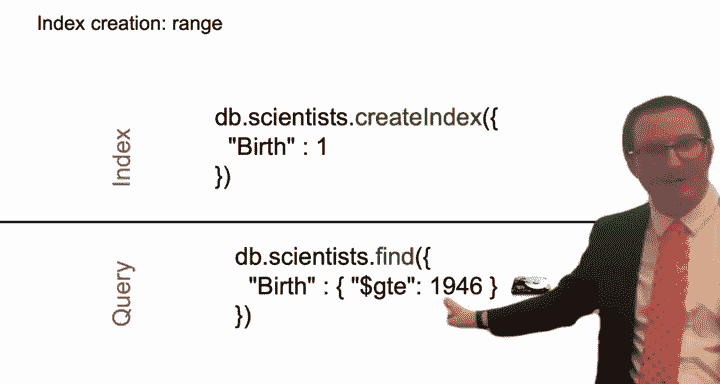 Index creation: range
Index
db.scientists.createIndex({
"Birth" : 1
})
Query
db.scientists.find({
"Birth" : { "$gte": 1946 }
})